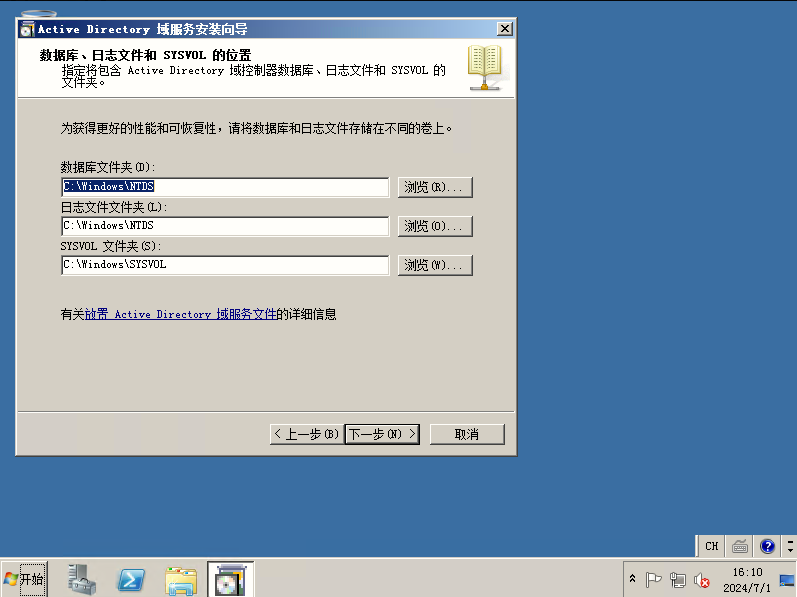 Active Directory 域服务安装向导
数据库、日志文件和 SYSVOL 的位置
指定将包含 Active Directory 域控制器数据库、日志文件和 SYSVOL 的
文件夹。
为获得更好的性能和可恢复性，请将数据库和日志文件存储在不同的卷上。
数据库文件夹(D):
C:\Windows\NTDS
浏览(R)...
日志文件文件夹(L):
C:\Windows\NTDS
浏览(O)...
SYSVOL 文件夹(S):
C:\Windows\SYSVOL
浏览(W)...
有关放置 Active Directory 域服务文件的详细信息
< 上一步(B)
下一步(N) >
取消
CH
开始
16:10
2024/7/1